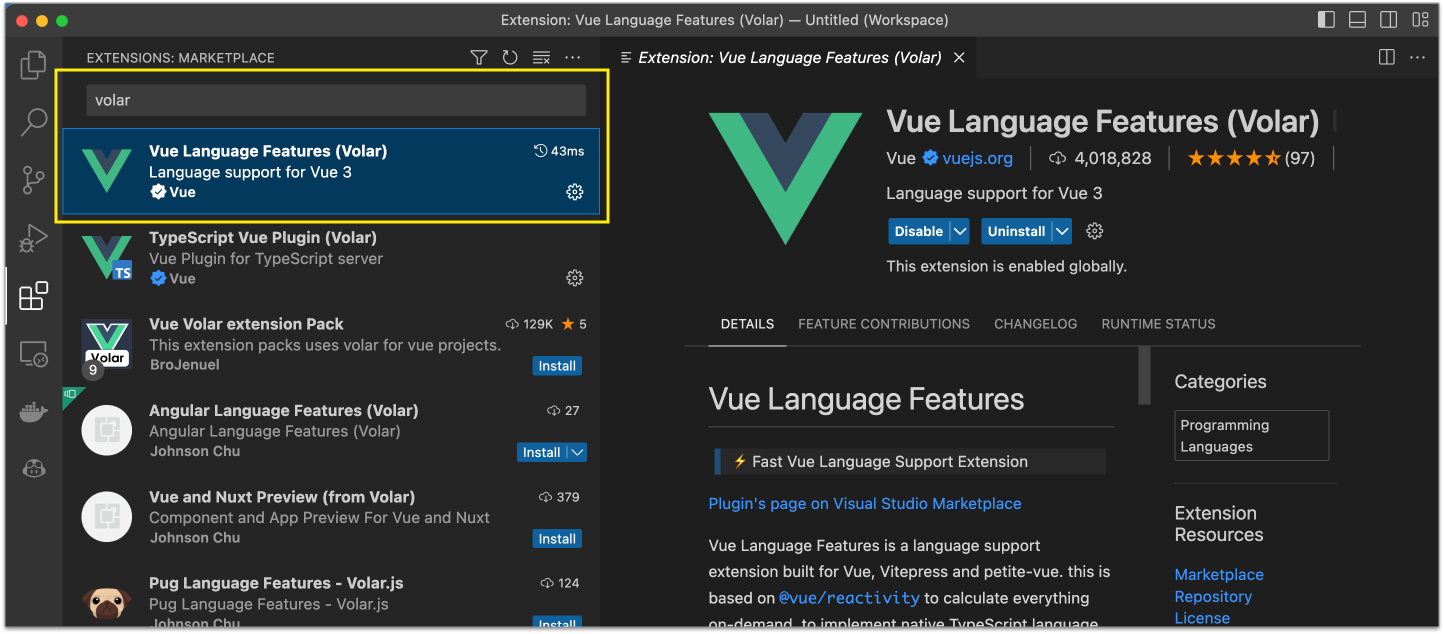 Extension: Vue Language Features (Volar) — Untitled (Workspace)
EXTENSIONS: MARKETPLACE
volar
Vue Language Features (Volar)
43ms
Language support for Vue 3
Vue
TypeScript Vue Plugin (Volar)
Vue Plugin for TypeScript server
TS
Vue
Vue Volar extension Pack
129K
5
This extension packs uses volar for vue projects.
Volar
9
BroJenuel
Install
Angular Language Features (Volar)
27
Angular Language Features (Volar)
Johnson Chu
Install
Vue and Nuxt Preview (from Volar)
379
Component and App Preview For Vue and Nuxt
Johnson Chu
Install
Pug Language Features - Volar.js
124
Pug Language Features - Volar.js
Johnson Chu
Install
Extension: Vue Language Features (Volar)
Vue Language Features (Volar)
Vue vuejs.org 4,018,828 (97)
Language support for Vue 3
Disable Uninstall
This extension is enabled globally.
DETAILS FEATURE CONTRIBUTIONS CHANGELOG RUNTIME STATUS
Vue Language Features
⚡ Fast Vue Language Support Extension
Plugin's page on Visual Studio Marketplace
Vue Language Features is a language support
extension built for Vue, Vitepress and petite-vue. this is
based on @vue/reactivity to calculate everything
on-demand, to implement native TypeScript language
Categories
Programming
Languages
Extension
Resources
Marketplace
Repository
License